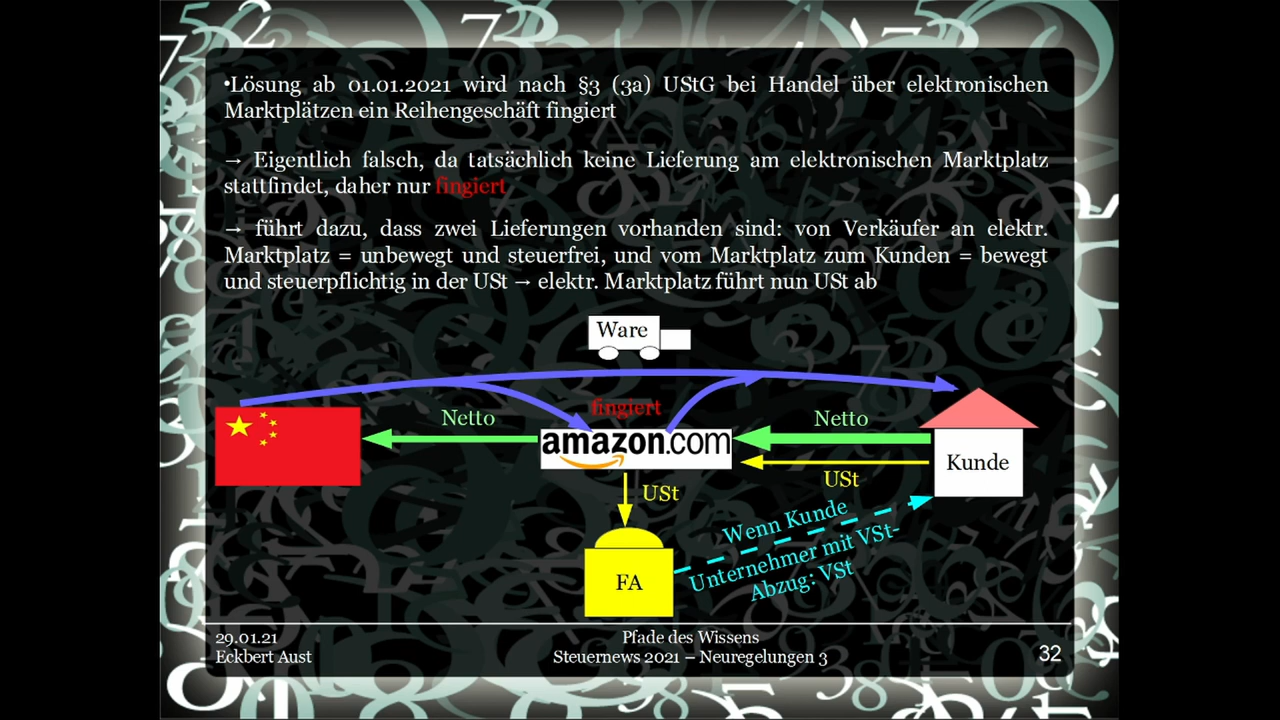 •Lösung ab 01.01.2021 wird nach §3 (3a) UStG bei Handel über elektronischen
Marktplätzen ein Reihengeschäft fingiert
→ Eigentlich falsch, da tatsächlich keine Lieferung am elektronischen Marktplatz
stattfindet, daher nur fingiert
→ führt dazu, dass zwei Lieferungen vorhanden sind: von Verkäufer an elektr.
Marktplatz = unbewegt und steuerfrei, und vom Marktplatz zum Kunden = bewegt
und steuerpflichtig in der USt → elektr. Marktplatz führt nun USt ab
Ware
fingiert
Netto
Netto
amazon.com
Kunde
USt
USt
Wenn Kunde
Unternehmer mit VSt-
Abzug: VSt
FA
29.01.21
Eckbert Aust
Pfade des Wissens
Steuernews 2021 – Neuregelungen 3
32